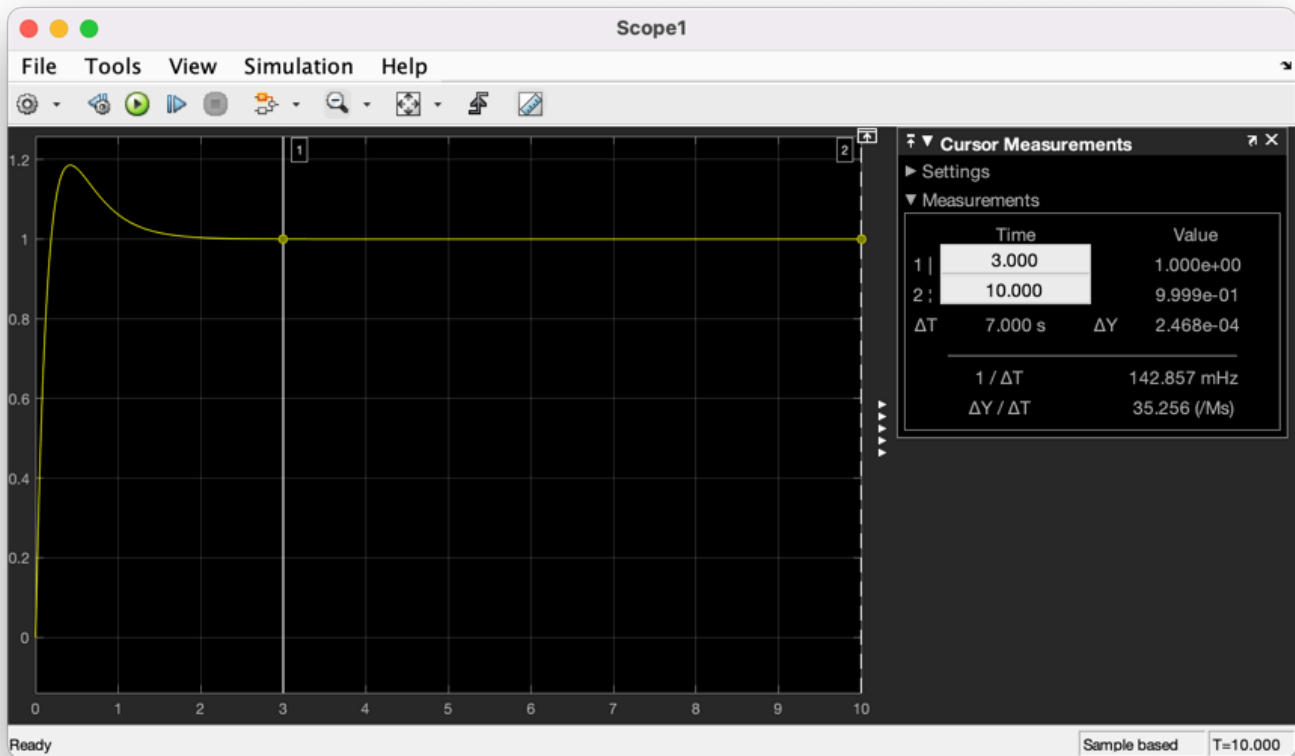 Scope1
File Tools View Simulation Help
1.2
1
0.8
0.6
0.4
0.2
0
1
2
0 1 2 3 4 5 6 7 8 9 10
Cursor Measurements
Settings
Measurements
Time Value
1 | 3.000 1.000e+00
2 ¦ 10.000 9.999e-01
ΔT 7.000 s ΔY 2.468e-04
1 / ΔT 142.857 mHz
ΔY / ΔT 35.256 (/Ms)
Ready Sample based T=10.000